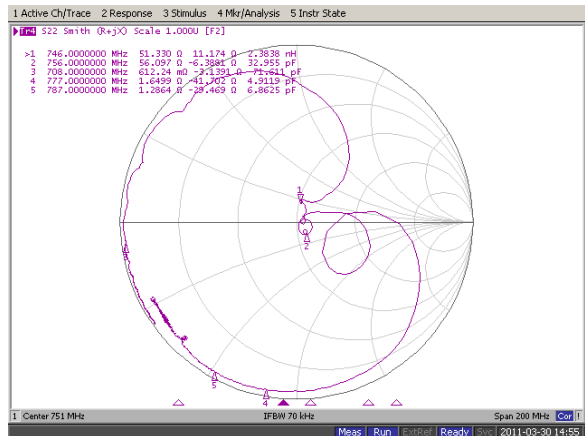 1 Active Ch/Trace 2 Response 3 Stimulus 4 Mkr/Analysis 5 Instr State
Tr4 S22 Smith (R+jX) Scale 1.000U [F2]
>1 746.0000000 MHz 51.330 Ω 11.174 Ω 2.3838 nH
2 756.0000000 MHz 56.097 Ω -6.3881 Ω 32.955 pF
3 708.0000000 MHz 612.24 mΩ -3.1391 Ω 71.611 pF
4 777.0000000 MHz 1.6499 Ω -41.702 Ω 4.9119 pF
5 787.0000000 MHz 1.2864 Ω -29.469 Ω 6.8625 pF
1
2
3
5
4
1 Center 751 MHz IFBW 70 kHz Span 200 MHz Cor !
Meas Run ExtRef Ready Svc 2011-03-30 14:55